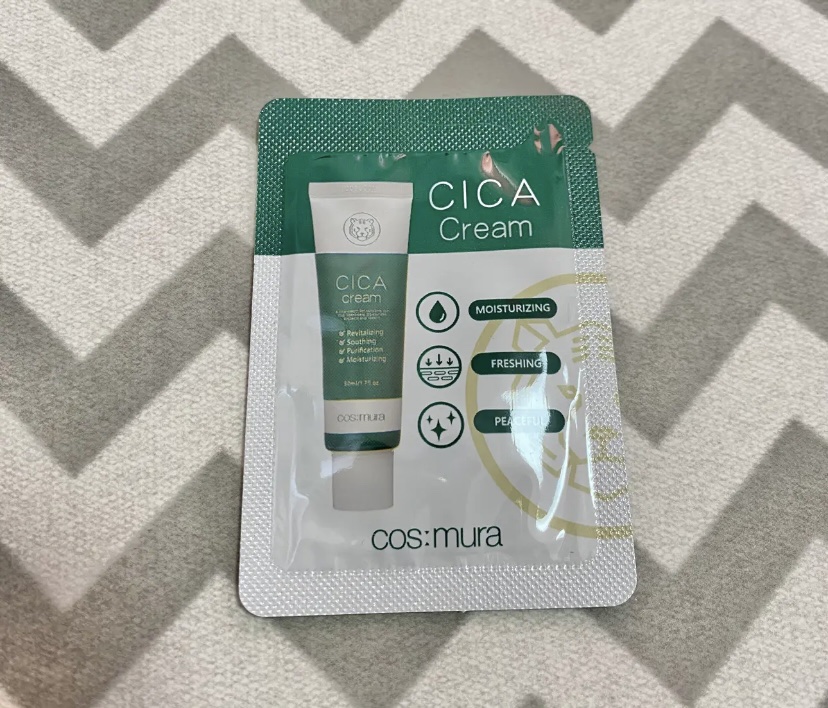 CICA
Cream
CICA
cream
Revitalizing
Soothing
Purification
Moisturizing
cos:mura
MOISTURIZING
FRESHING
PEACEFUL
cos:mura